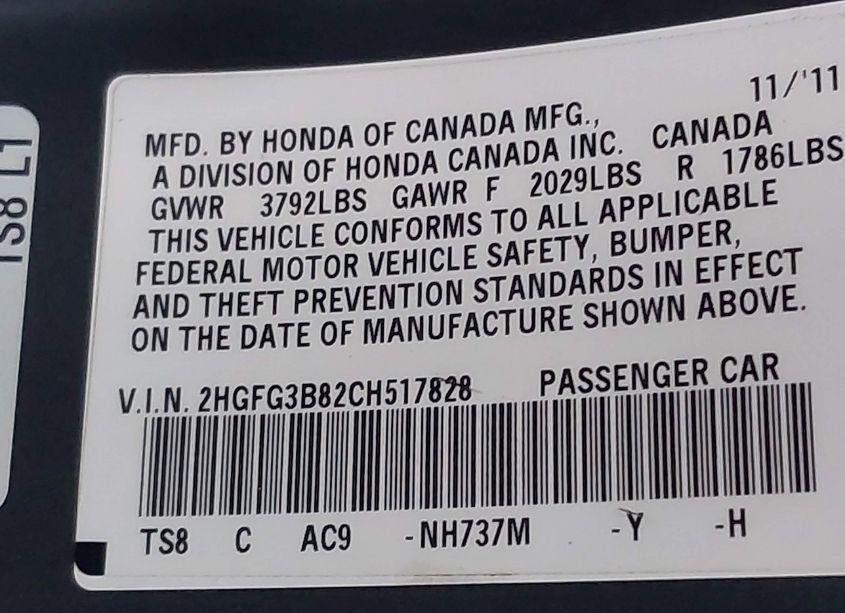 TS8 L1
11/'11
MFD. BY HONDA OF CANADA MFG.,
A DIVISION OF HONDA CANADA INC. CANADA
GVWR 3792LBS GAWR F 2029LBS R 1786LBS
THIS VEHICLE CONFORMS TO ALL APPLICABLE
FEDERAL MOTOR VEHICLE SAFETY, BUMPER,
AND THEFT PREVENTION STANDARDS IN EFFECT
ON THE DATE OF MANUFACTURE SHOWN ABOVE.
V.I.N. 2HGFG3B82CH517828 PASSENGER CAR
TS8 C AC9 -NH737M -Y -H